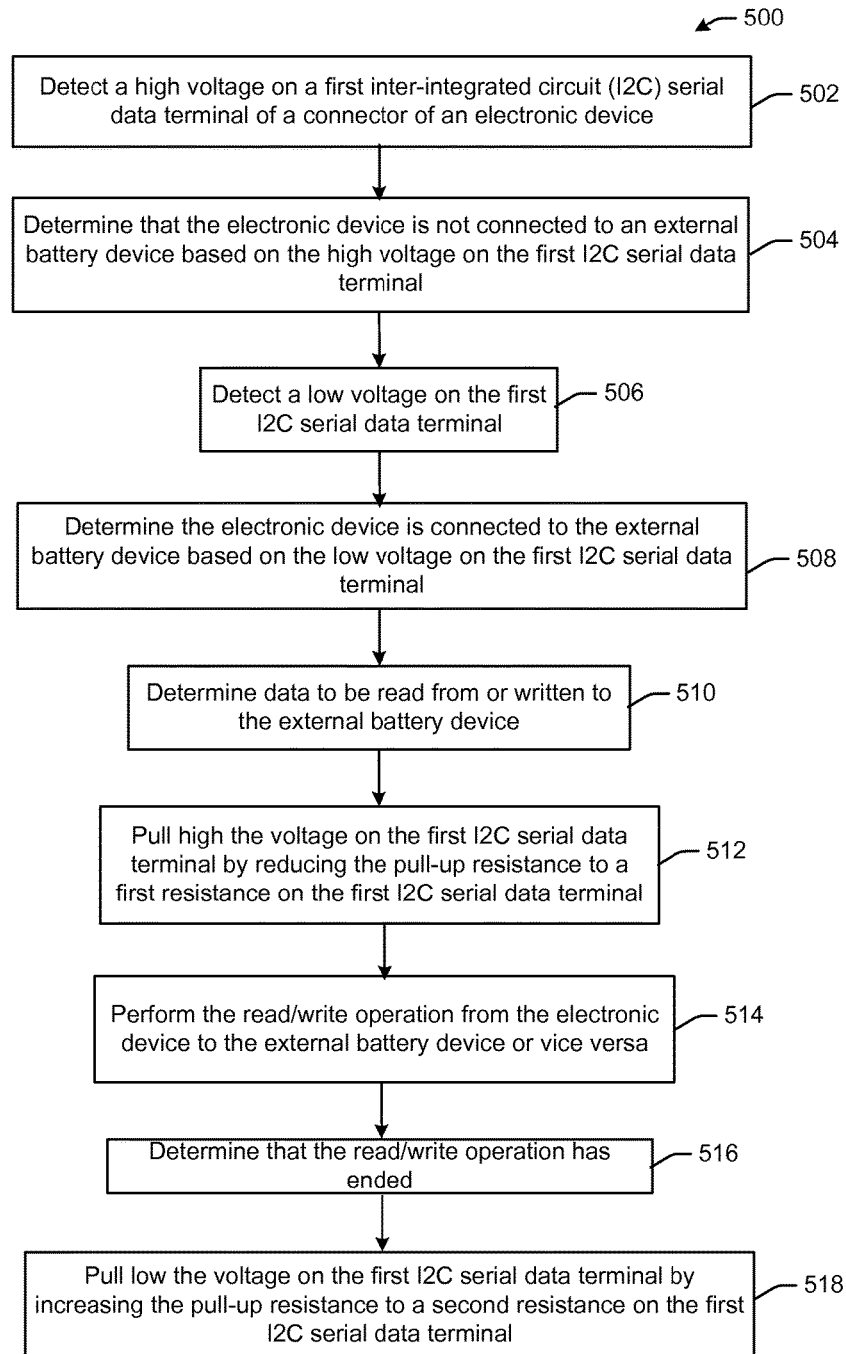 500
Detect a high voltage on a first inter-integrated circuit (I2C) serial
data terminal of a connector of an electronic device
502
Determine that the electronic device is not connected to an external
battery device based on the high voltage on the first I2C serial data
terminal
504
Detect a low voltage on the first
I2C serial data terminal
506
Determine the electronic device is connected to the external
battery device based on the low voltage on the first I2C serial data
terminal
508
Determine data to be read from or written to
the external battery device
510
Pull high the voltage on the first I2C serial data
terminal by reducing the pull-up resistance to a
first resistance on the first I2C serial data terminal
512
Perform the read/write operation from the electronic
device to the external battery device or vice versa
514
Determine that the read/write operation has
ended
516
Pull low the voltage on the first I2C serial data terminal by
increasing the pull-up resistance to a second resistance on the first
I2C serial data terminal
518